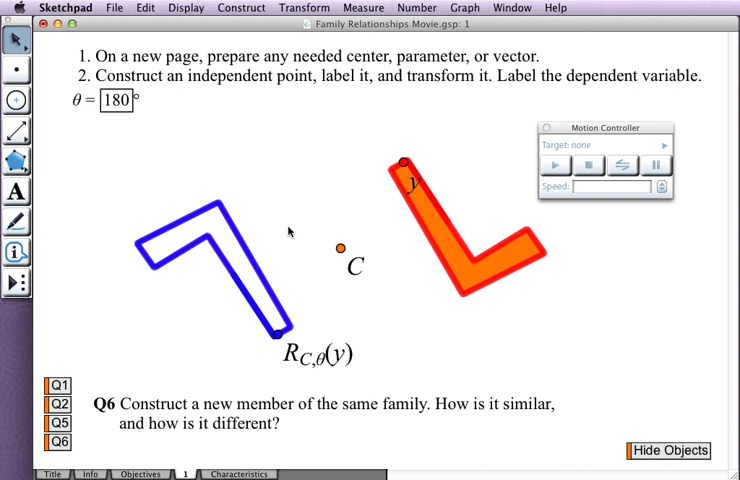 Sketchpad File Edit Display Construct Transform Measure Number Graph Window Help
Family Relationships Movie.gsp: 1
1. On a new page, prepare any needed center, parameter, or vector.
2. Construct an independent point, label it, and transform it. Label the dependent variable.
θ = 180°
Motion Controller
Target: none
Speed:
y
C
R_{C,θ}(y)
A
Q1
Q2
Q5
Q6
Q6 Construct a new member of the same family. How is it similar,
and how is it different?
Hide Objects
Title Info Objectives 1 Characteristics